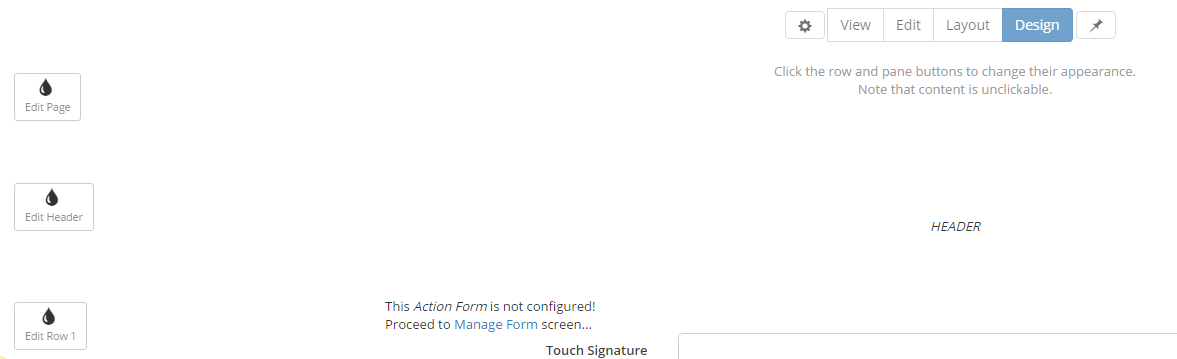 View Edit Layout Design
Click the row and pane buttons to change their appearance.
Note that content is unclickable.
Edit Page
Edit Header
HEADER
This Action Form is not configured!
Proceed to Manage Form screen...
Edit Row 1
Touch Signature